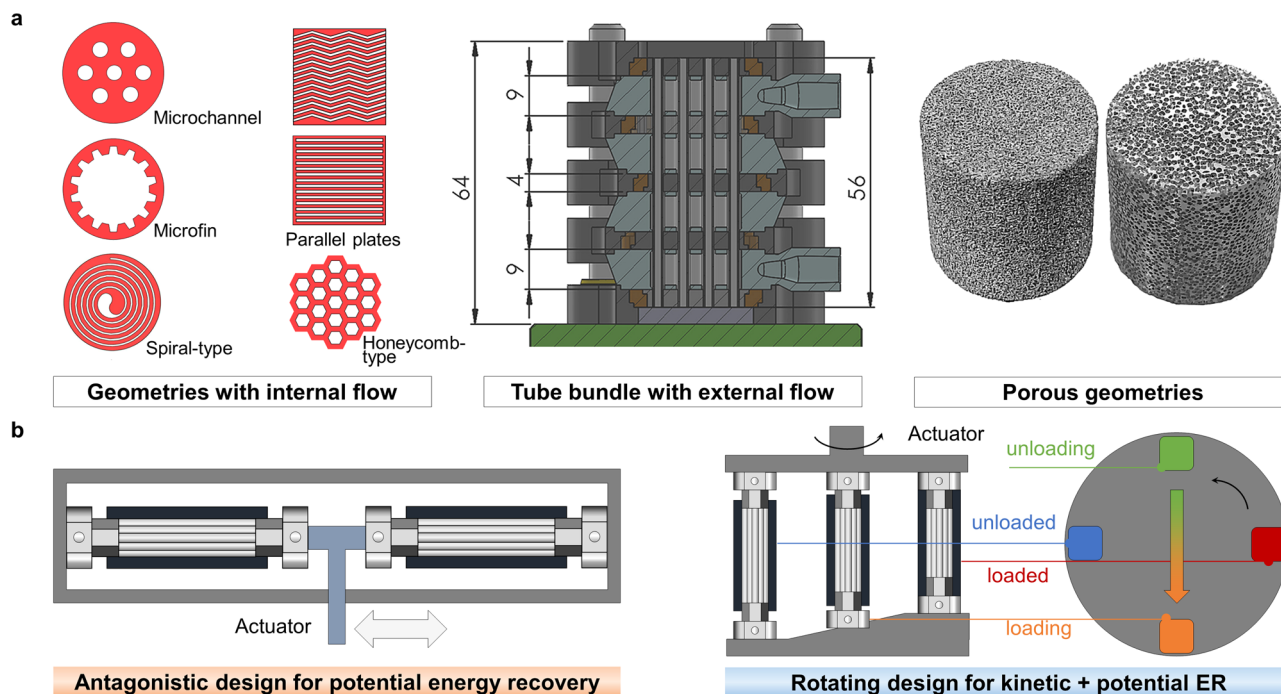 a
Microchannel
Microfin
Parallel plates
Spiral-type
Honeycomb-
type
64
9
4
9
56
Geometries with internal flow
Tube bundle with external flow
Porous geometries
b
Actuator
Antagonistic design for potential energy recovery
Actuator
unloading
unloaded
loaded
loading
Rotating design for kinetic + potential ER